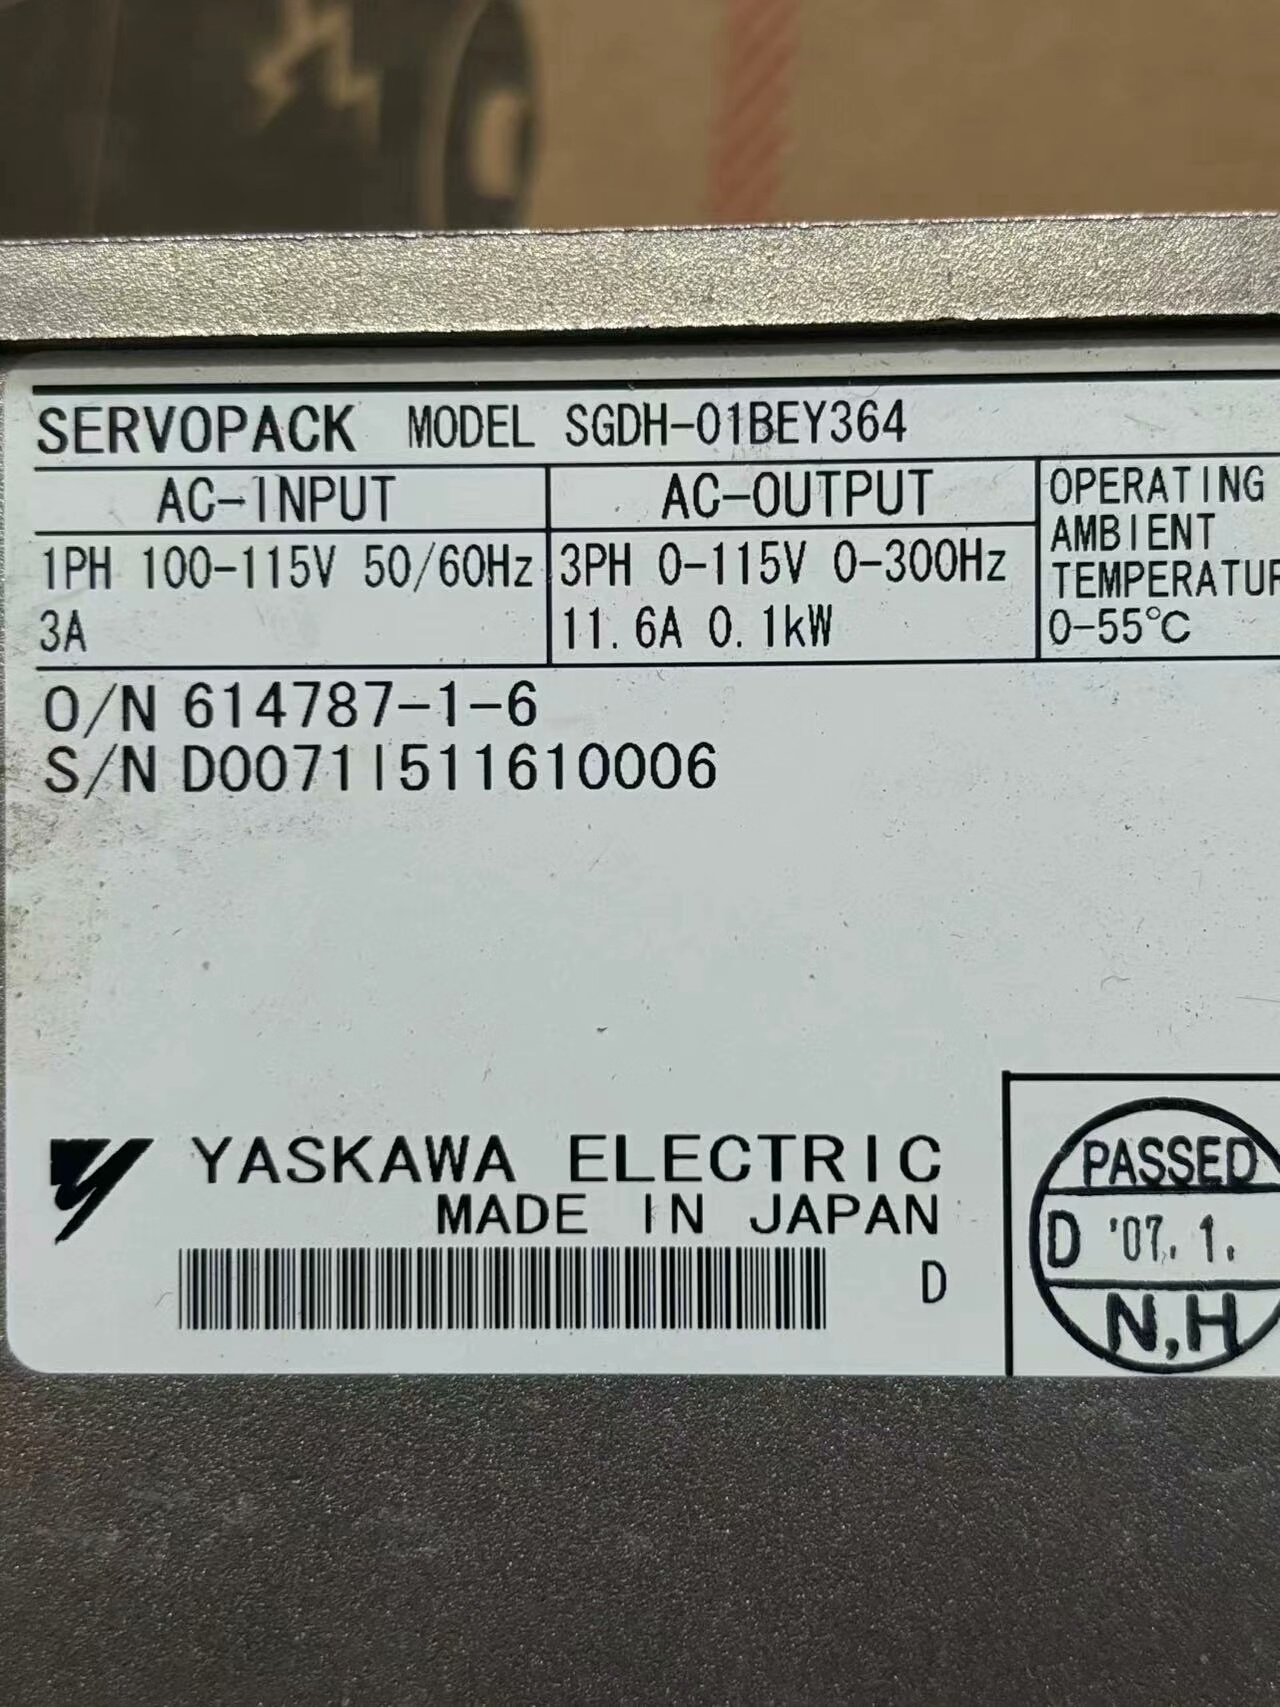 SERVOPACK MODEL SGDH-01BEY364
AC-INPUT
1PH 100-115V 50/60Hz
3A
AC-OUTPUT
3PH 0-115V 0-300Hz
11.6A 0.1kW
OPERATING
AMBIENT
TEMPERATUR
0-55℃
O/N 614787-1-6
S/N D0071I511610006
YASKAWA ELECTRIC
MADE IN JAPAN
D
PASSED
D '07.1.
N,H